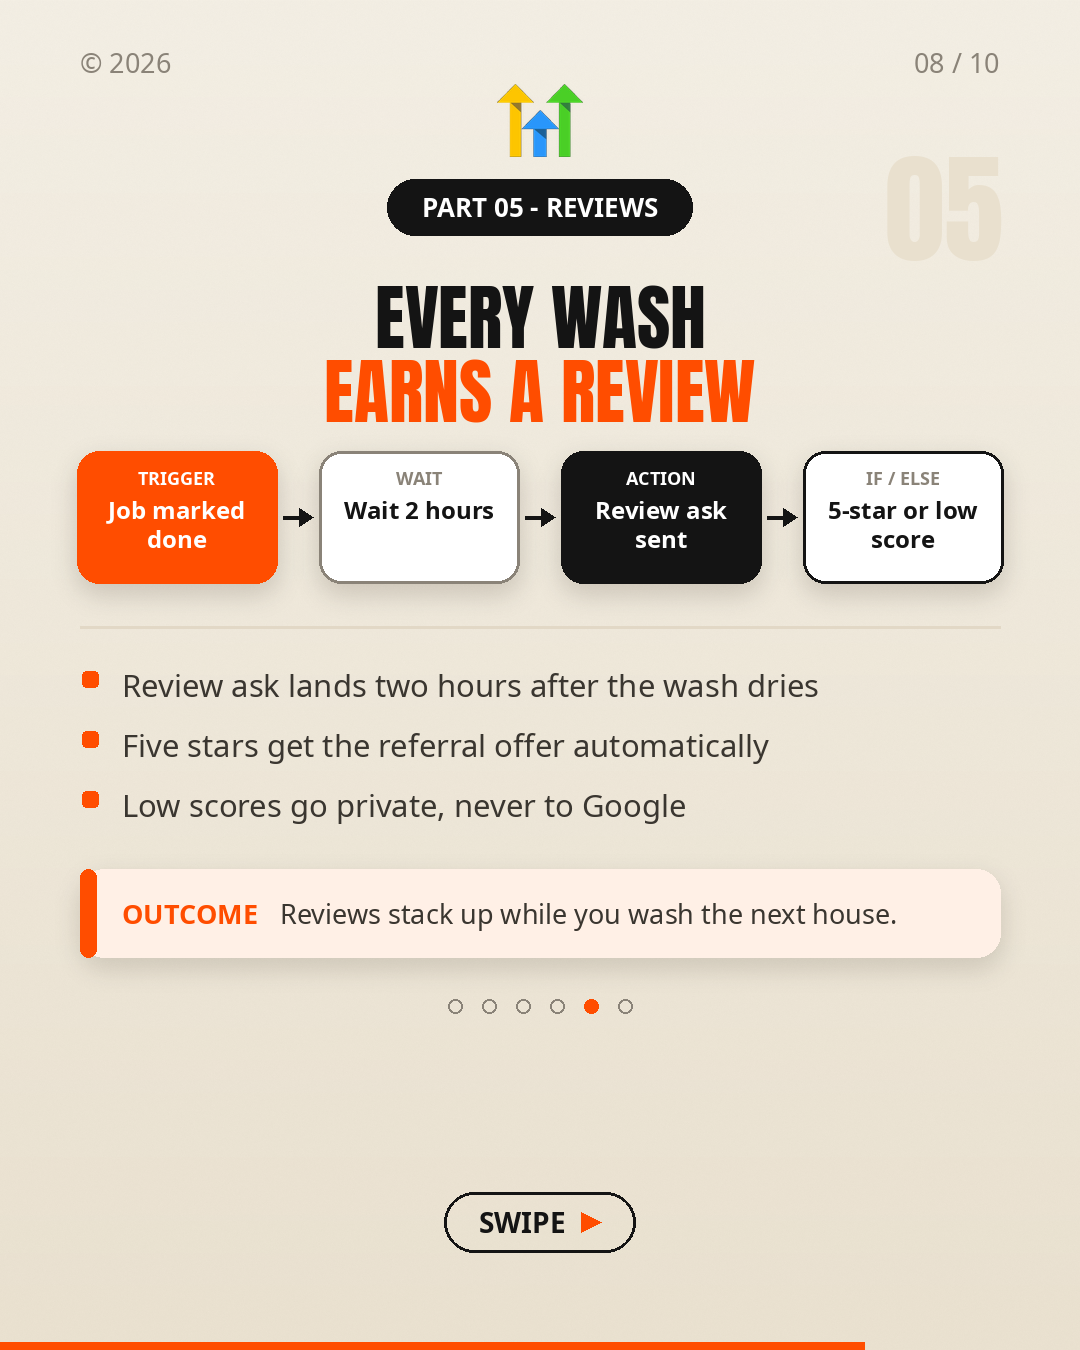 © 2026
08 / 10
PART 05 - REVIEWS
05
EVERY WASH
EARNS A REVIEW
TRIGGER
Job marked
done
WAIT
Wait 2 hours
ACTION
Review ask
sent
IF / ELSE
5-star or low
score
Review ask lands two hours after the wash dries
Five stars get the referral offer automatically
Low scores go private, never to Google
OUTCOME Reviews stack up while you wash the next house.
SWIPE